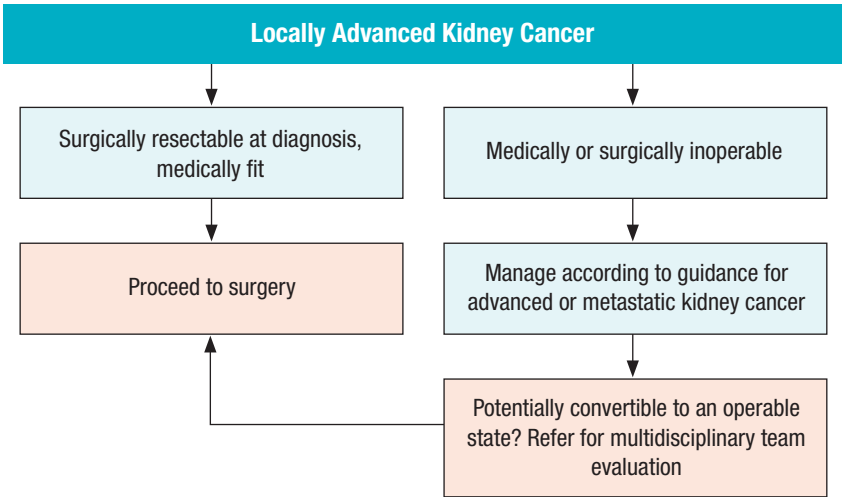 Locally Advanced Kidney Cancer
Surgically resectable at diagnosis,
medically fit
Medically or surgically inoperable
Proceed to surgery
Manage according to guidance for
advanced or metastatic kidney cancer
Potentially convertible to an operable
state? Refer for multidisciplinary team
evaluation